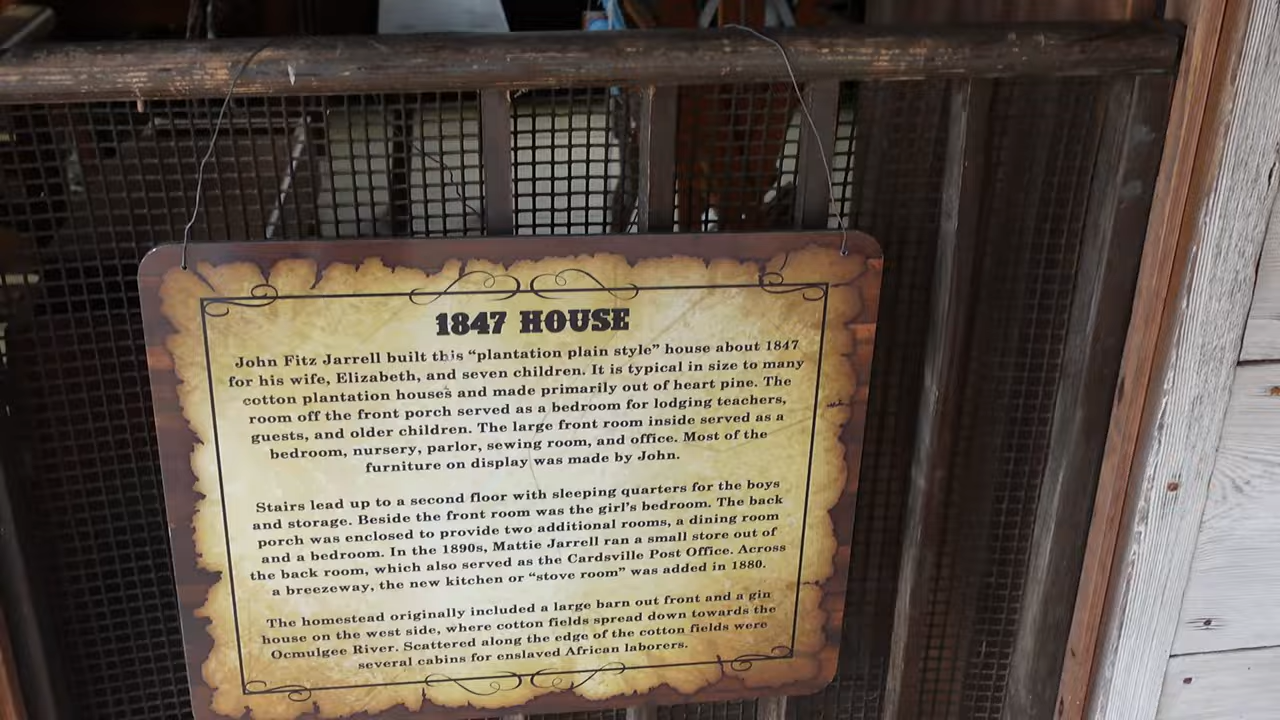 1847 HOUSE
John Fitz Jarrell built this “plantation plain style” house about 1847
for his wife, Elizabeth, and seven children. It is typical in size to many
cotton plantation houses and made primarily out of heart pine. The
room off the front porch served as a bedroom for lodging teachers,
guests, and older children. The large front room inside served as a
bedroom, nursery, parlor, sewing room, and office. Most of the
furniture on display was made by John.
Stairs lead up to a second floor with sleeping quarters for the boys
and storage. Beside the front room was the girl’s bedroom. The back
porch was enclosed to provide two additional rooms, a dining room
and a bedroom. In the 1890s, Mattie Jarrell ran a small store out of
the back room, which also served as the Cardsville Post Office. Across
a breezeway, the new kitchen or “stove room” was added in 1880.
The homestead originally included a large barn out front and a gin
house on the west side, where cotton fields spread down towards the
Ocmulgee River. Scattered along the edge of the cotton fields were
several cabins for enslaved African laborers.